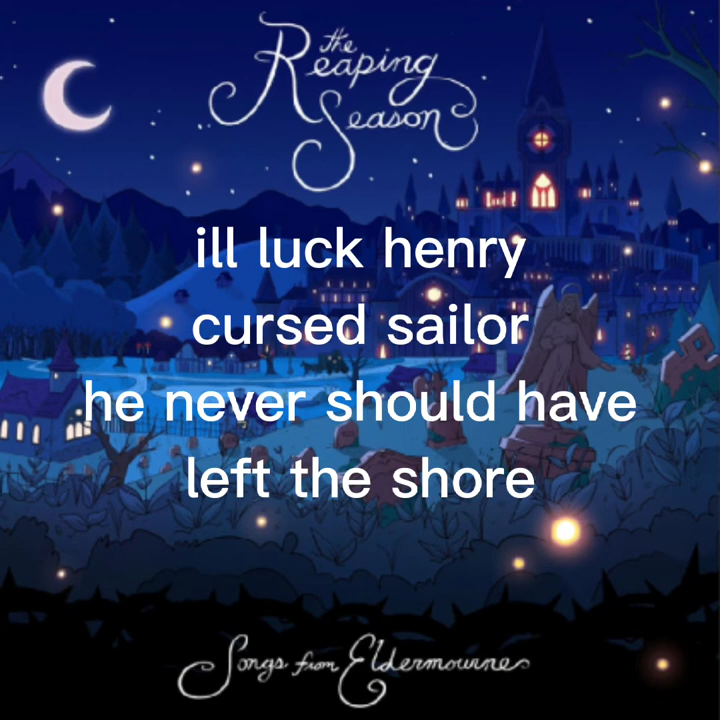 the
Reaping
Season
ill luck henry
cursed sailor
he never should have
left the shore
Songs from Eldermourne